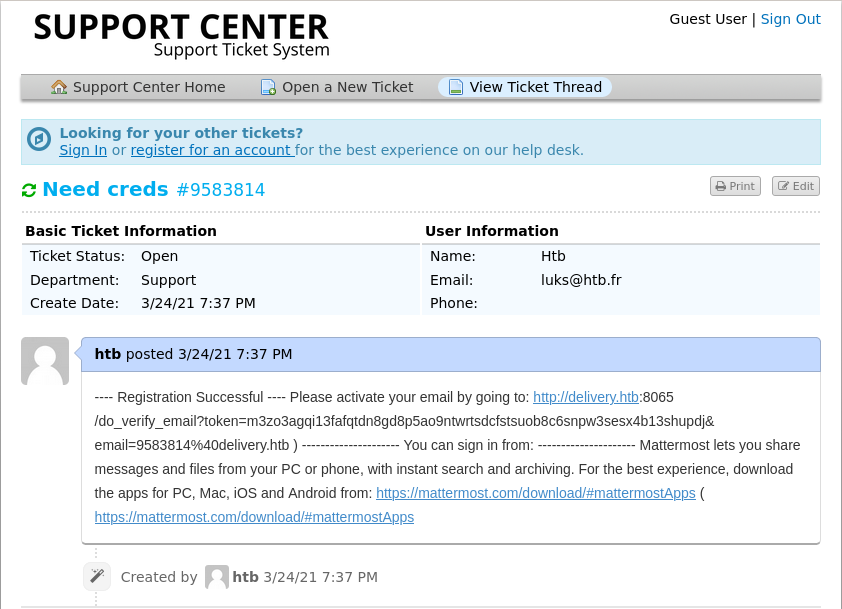 SUPPORT CENTER
Support Ticket System
Guest User | Sign Out
Support Center Home
Open a New Ticket
View Ticket Thread
Looking for your other tickets?
Sign In or register for an account for the best experience on our help desk.
Need creds #9583814
Print
Edit
Basic Ticket Information
User Information
Ticket Status: Open
Name: Htb
Department: Support
Email: luks@htb.fr
Create Date: 3/24/21 7:37 PM
Phone:
htb posted 3/24/21 7:37 PM
---- Registration Successful ---- Please activate your email by going to: http://delivery.htb:8065
/do_verify_email?token=m3zo3agqi13fafqtdn8gd8p5ao9ntwrtsdcfstsuob8c6snpw3sesx4b13shupdj&
email=9583814%40delivery.htb ) --------------------- You can sign in from: --------------------- Mattermost lets you share
messages and files from your PC or phone, with instant search and archiving. For the best experience, download
the apps for PC, Mac, iOS and Android from: https://mattermost.com/download/#mattermostApps (
https://mattermost.com/download/#mattermostApps
Created by htb 3/24/21 7:37 PM